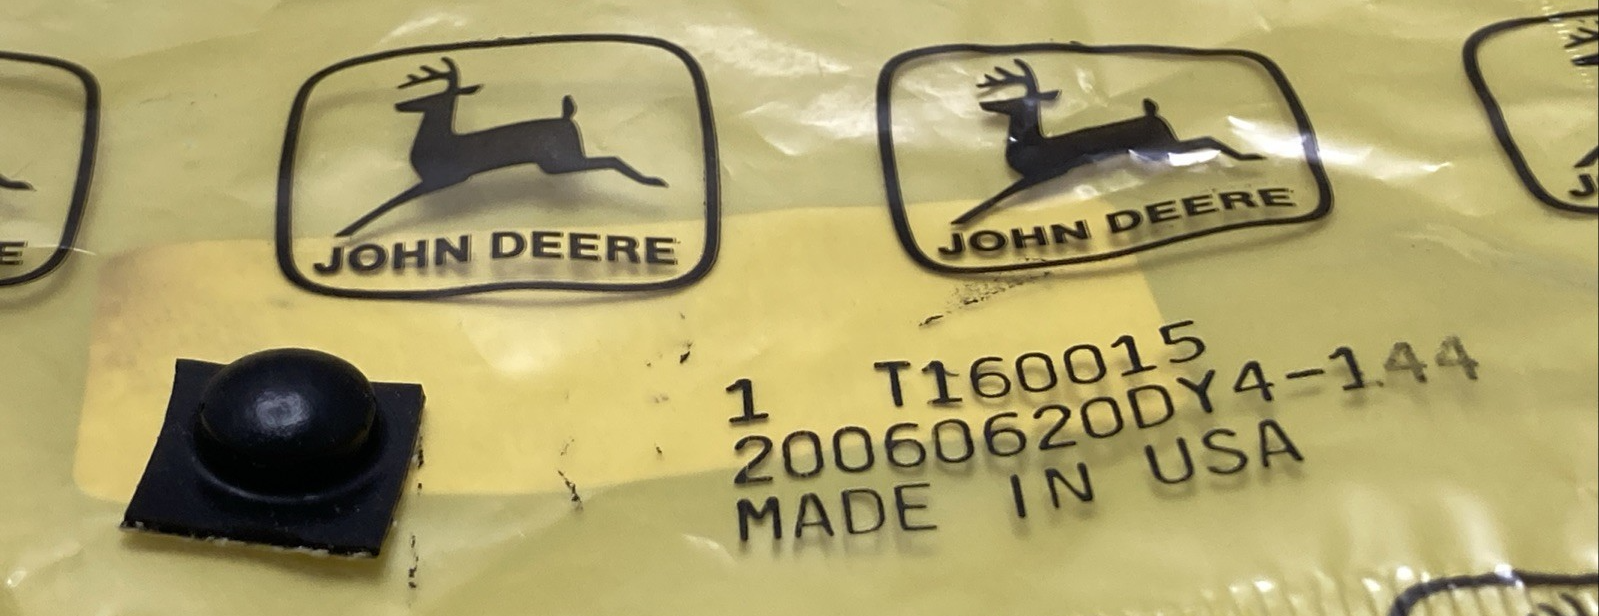 JOHN DEERE
JOHN DEERE
E
J
1 T160015
20060620DY4-144
MADE IN USA